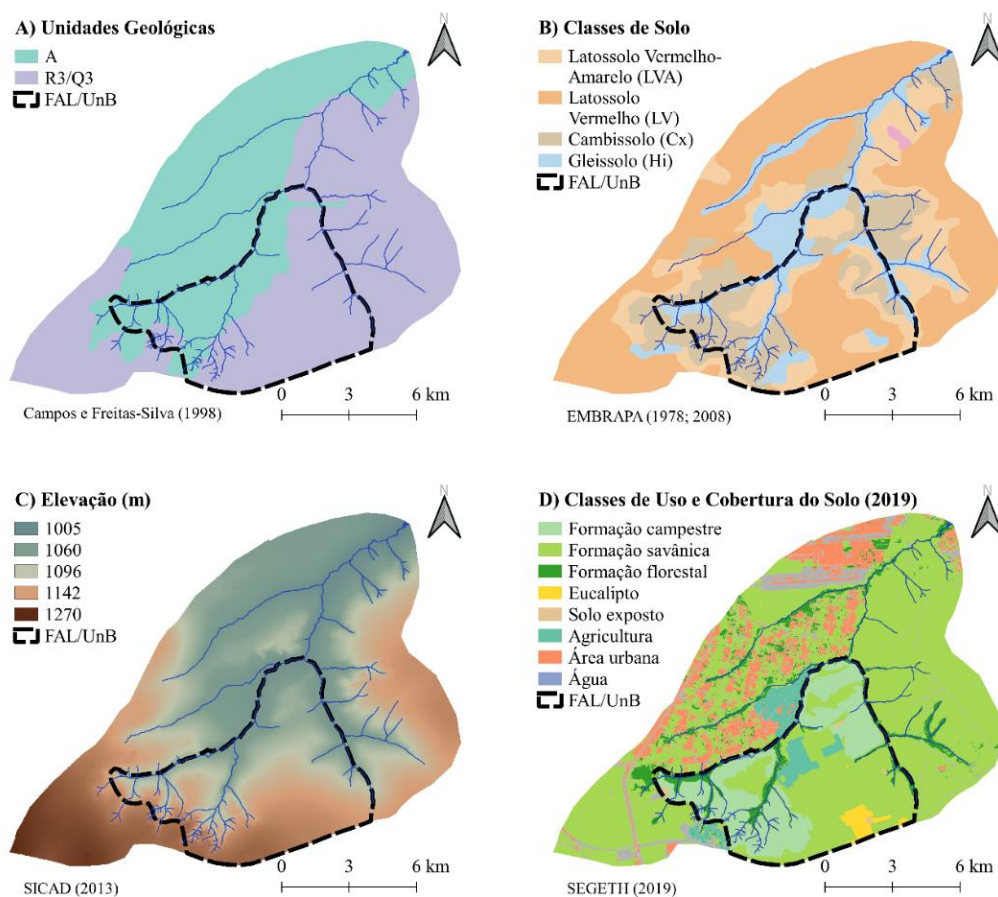 A) Unidades Geológicas
A
R3/Q3
FAL/UnB
N
0 3 6 km
Campos e Freitas-Silva (1998)
B) Classes de Solo
Latossolo Vermelho-
Amarelo (LVA)
Latossolo
Vermelho (LV)
Cambissolo (Cx)
Gleissolo (Hi)
FAL/UnB
N
0 3 6 km
EMBRAPA (1978; 2008)
C) Elevação (m)
1005
1060
1096
1142
1270
FAL/UnB
N
0 3 6 km
SICAD (2013)
D) Classes de Uso e Cobertura do Solo (2019)
Formação campestre
Formação savânica
Formação florestal
Eucalipto
Solo exposto
Agricultura
Área urbana
Água
FAL/UnB
N
0 3 6 km
SEGETH (2019)